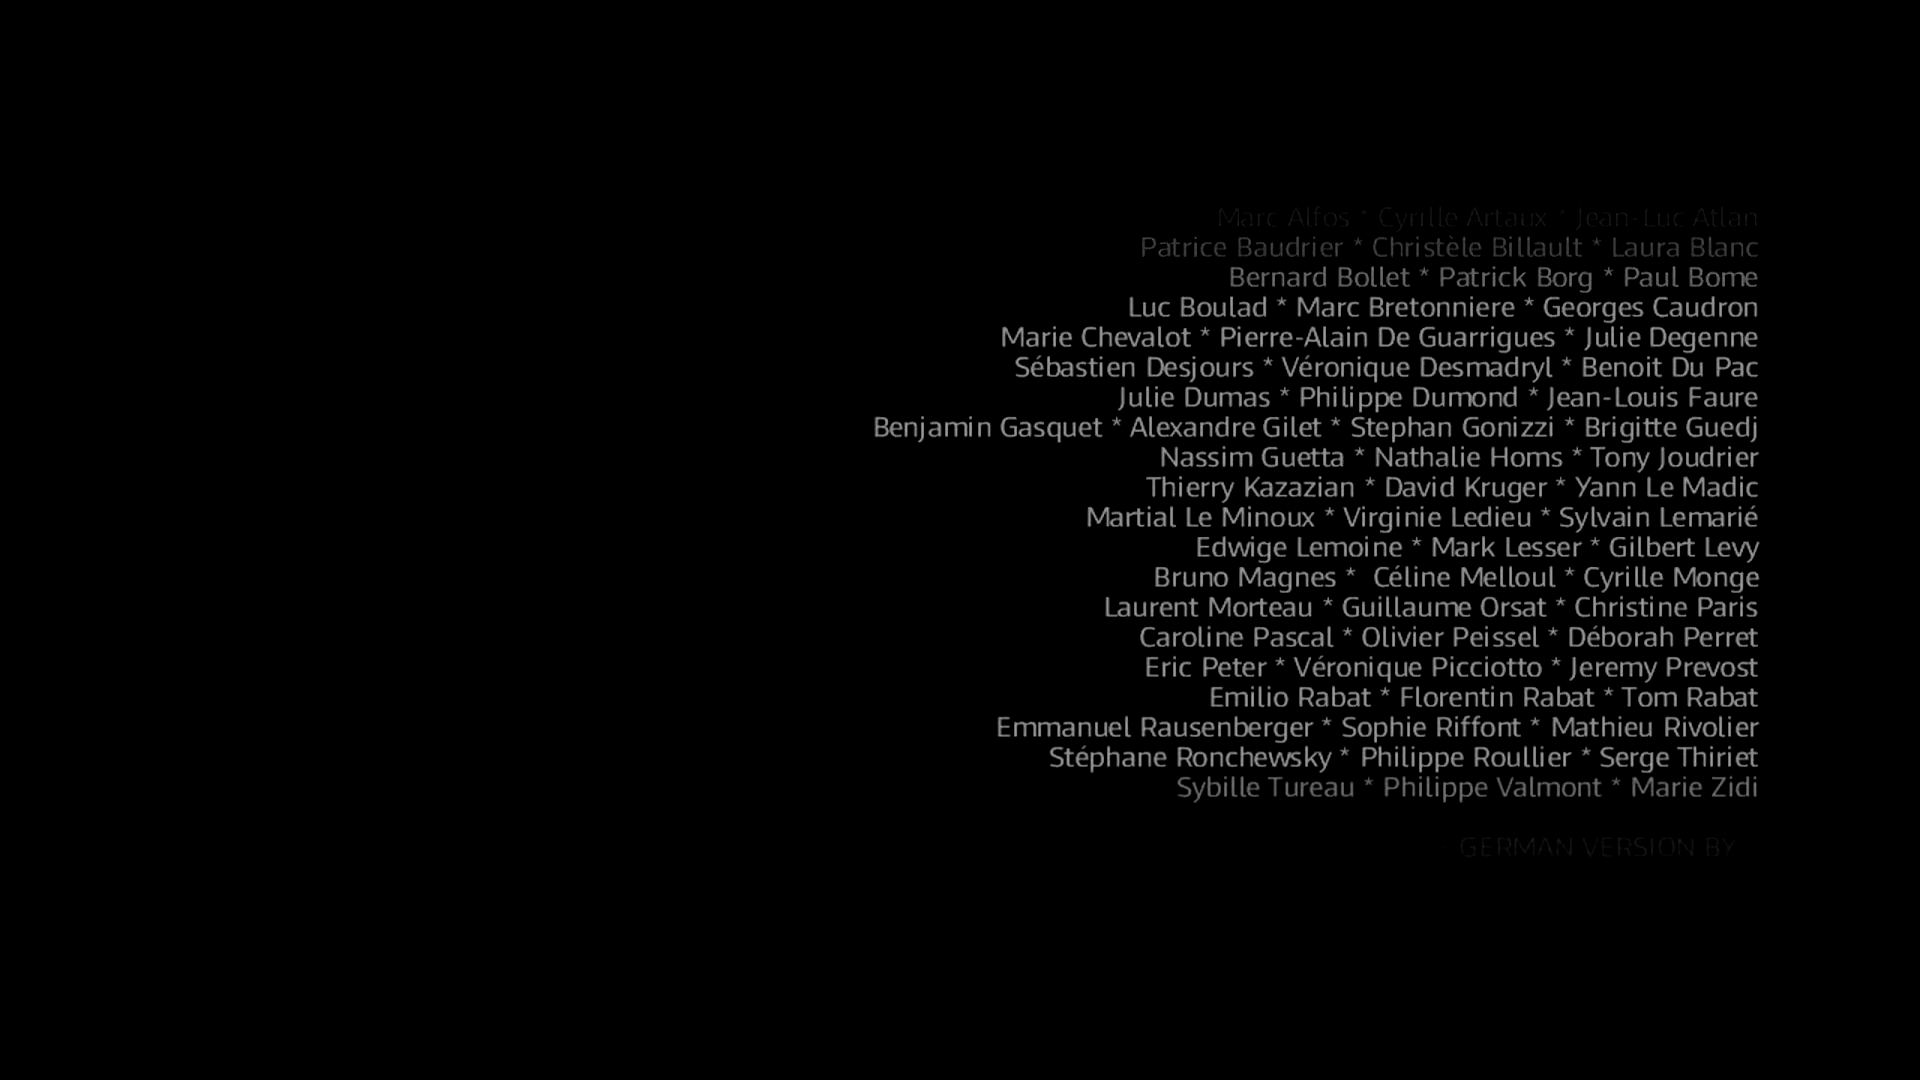 Marc Alfos * Cyrille Artaux * Jean-Luc Atlan
Patrice Baudrier * Christèle Billault * Laura Blanc
Bernard Bollet * Patrick Borg * Paul Bome
Luc Boulad * Marc Bretonniere * Georges Caudron
Marie Chevalot * Pierre-Alain De Guarrigues * Julie Degenne
Sébastien Desjours * Véronique Desmadryl * Benoit Du Pac
Julie Dumas * Philippe Dumond * Jean-Louis Faure
Benjamin Gasquet * Alexandre Gilet * Stephan Gonizzi * Brigitte Guedj
Nassim Guetta * Nathalie Homs * Tony Joudrier
Thierry Kazazian * David Kruger * Yann Le Madic
Martial Le Minoux * Virginie Ledieu * Sylvain Lemarié
Edwige Lemoine * Mark Lesser * Gilbert Levy
Bruno Magnes * Céline Melloul * Cyrille Monge
Laurent Morteau * Guillaume Orsat * Christine Paris
Caroline Pascal * Olivier Peissel * Déborah Perret
Eric Peter * Véronique Picciotto * Jeremy Prevost
Emilio Rabat * Florentin Rabat * Tom Rabat
Emmanuel Rausenberger * Sophie Riffont * Mathieu Rivolier
Stéphane Ronchewsky * Philippe Roullier * Serge Thiriet
Sybille Tureau * Philippe Valmont * Marie Zidi
GERMAN VERSION BY